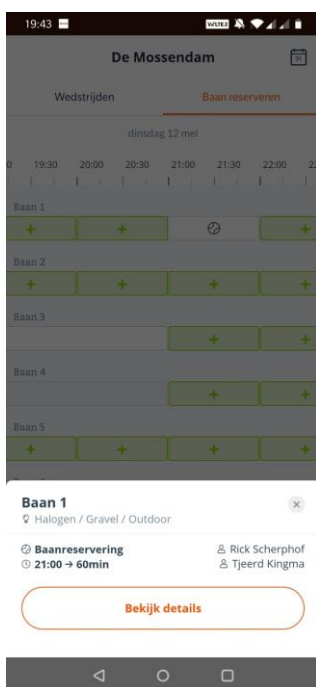 19:43
VoLTE2
De Mossendam
31
Wedstrijden
Baan reserveren
dinsdag 12 mei
19:30 20:00 20:30 21:00 21:30 22:00
Baan 1
+ + +
Baan 2
+ + + +
Baan 3
+ +
Baan 4
+ +
Baan 5
+ + + +
Baan 1
Halogen / Gravel / Outdoor
Baanreservering
Rick Scherphof
21:00 → 60min
Tjeerd Kingma
Bekijk details